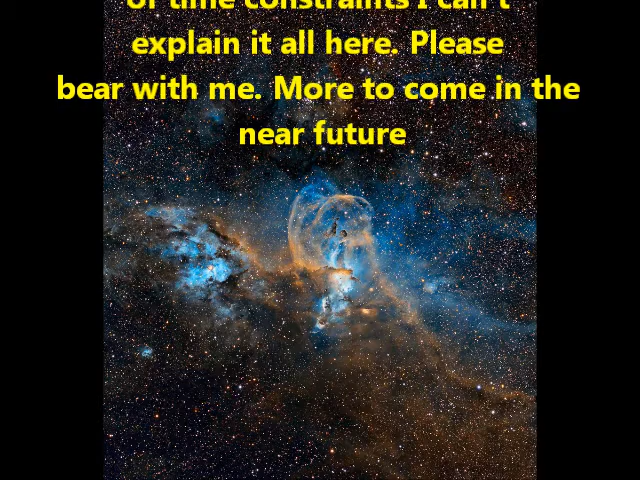 of time constraints I can't
explain it all here. Please
bear with me. More to come in the
near future